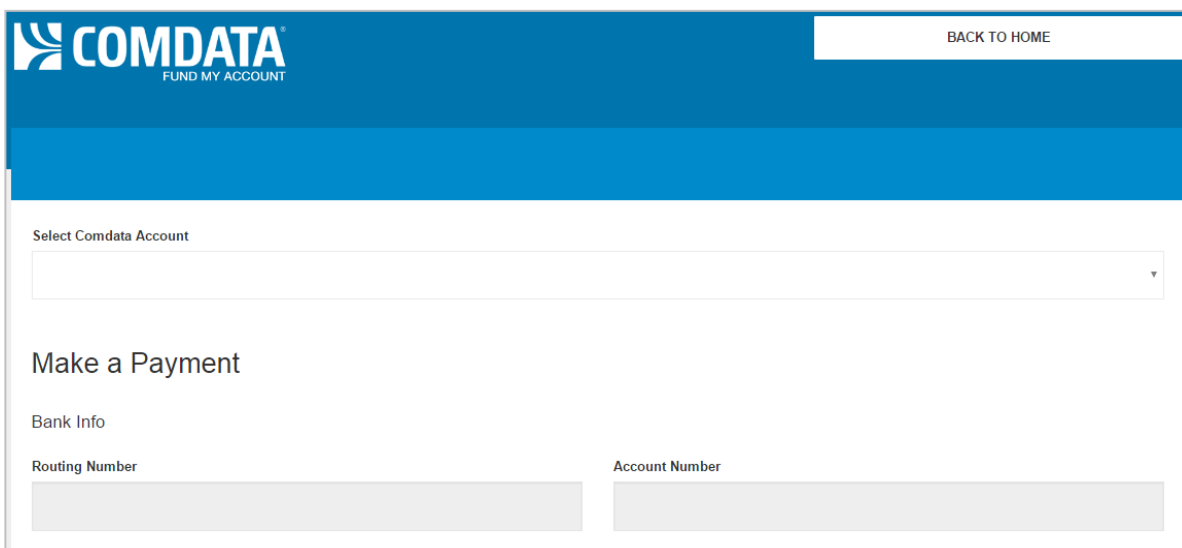 COMDATA®
FUND MY ACCOUNT
BACK TO HOME
Select Comdata Account
Make a Payment
Bank Info
Routing Number
Account Number